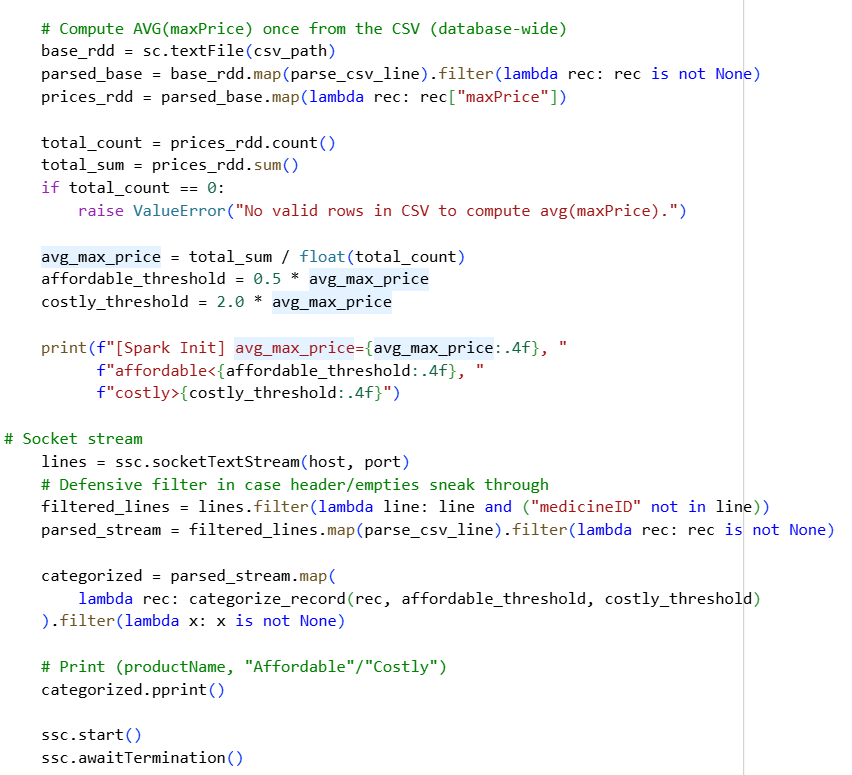 # Compute AVG(maxPrice) once from the CSV (database-wide)
base_rdd = sc.textFile(csv_path)
parsed_base = base_rdd.map(parse_csv_line).filter(lambda rec: rec is not None)
prices_rdd = parsed_base.map(lambda rec: rec["maxPrice"])
total_count = prices_rdd.count()
total_sum = prices_rdd.sum()
if total_count == 0:
raise ValueError("No valid rows in CSV to compute avg(maxPrice).")
avg_max_price = total_sum / float(total_count)
affordable_threshold = 0.5 * avg_max_price
costly_threshold = 2.0 * avg_max_price
print(f"[Spark Init] avg_max_price={avg_max_price:.4f}, "
f"affordable<{affordable_threshold:.4f}, "
f"costly>{costly_threshold:.4f}")
# Socket stream
lines = ssc.socketTextStream(host, port)
# Defensive filter in case header/empties sneak through
filtered_lines = lines.filter(lambda line: line and ("medicineID" not in line))
parsed_stream = filtered_lines.map(parse_csv_line).filter(lambda rec: rec is not None)
categorized = parsed_stream.map(
lambda rec: categorize_record(rec, affordable_threshold, costly_threshold)
).filter(lambda x: x is not None)
# Print (productName, "Affordable"/"Costly")
categorized.pprint()
ssc.start()
ssc.awaitTermination()